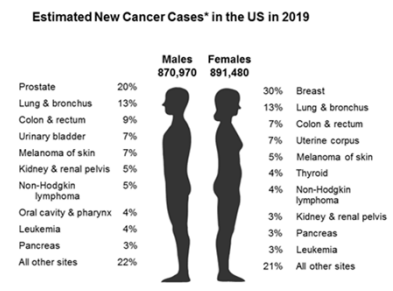 Estimated New Cancer Cases* in the US in 2019
Males
870,970
Females
891,480
Prostate 20%
Lung & bronchus 13%
Colon & rectum 9%
Urinary bladder 7%
Melanoma of skin 7%
Kidney & renal pelvis 5%
Non-Hodgkin 5%
lymphoma
Oral cavity & pharynx 4%
Leukemia 4%
Pancreas 3%
All other sites 22%
30% Breast
13% Lung & bronchus
7% Colon & rectum
7% Uterine corpus
5% Melanoma of skin
4% Thyroid
4% Non-Hodgkin
lymphoma
3% Kidney & renal pelvis
3% Pancreas
3% Leukemia
21% All other sites